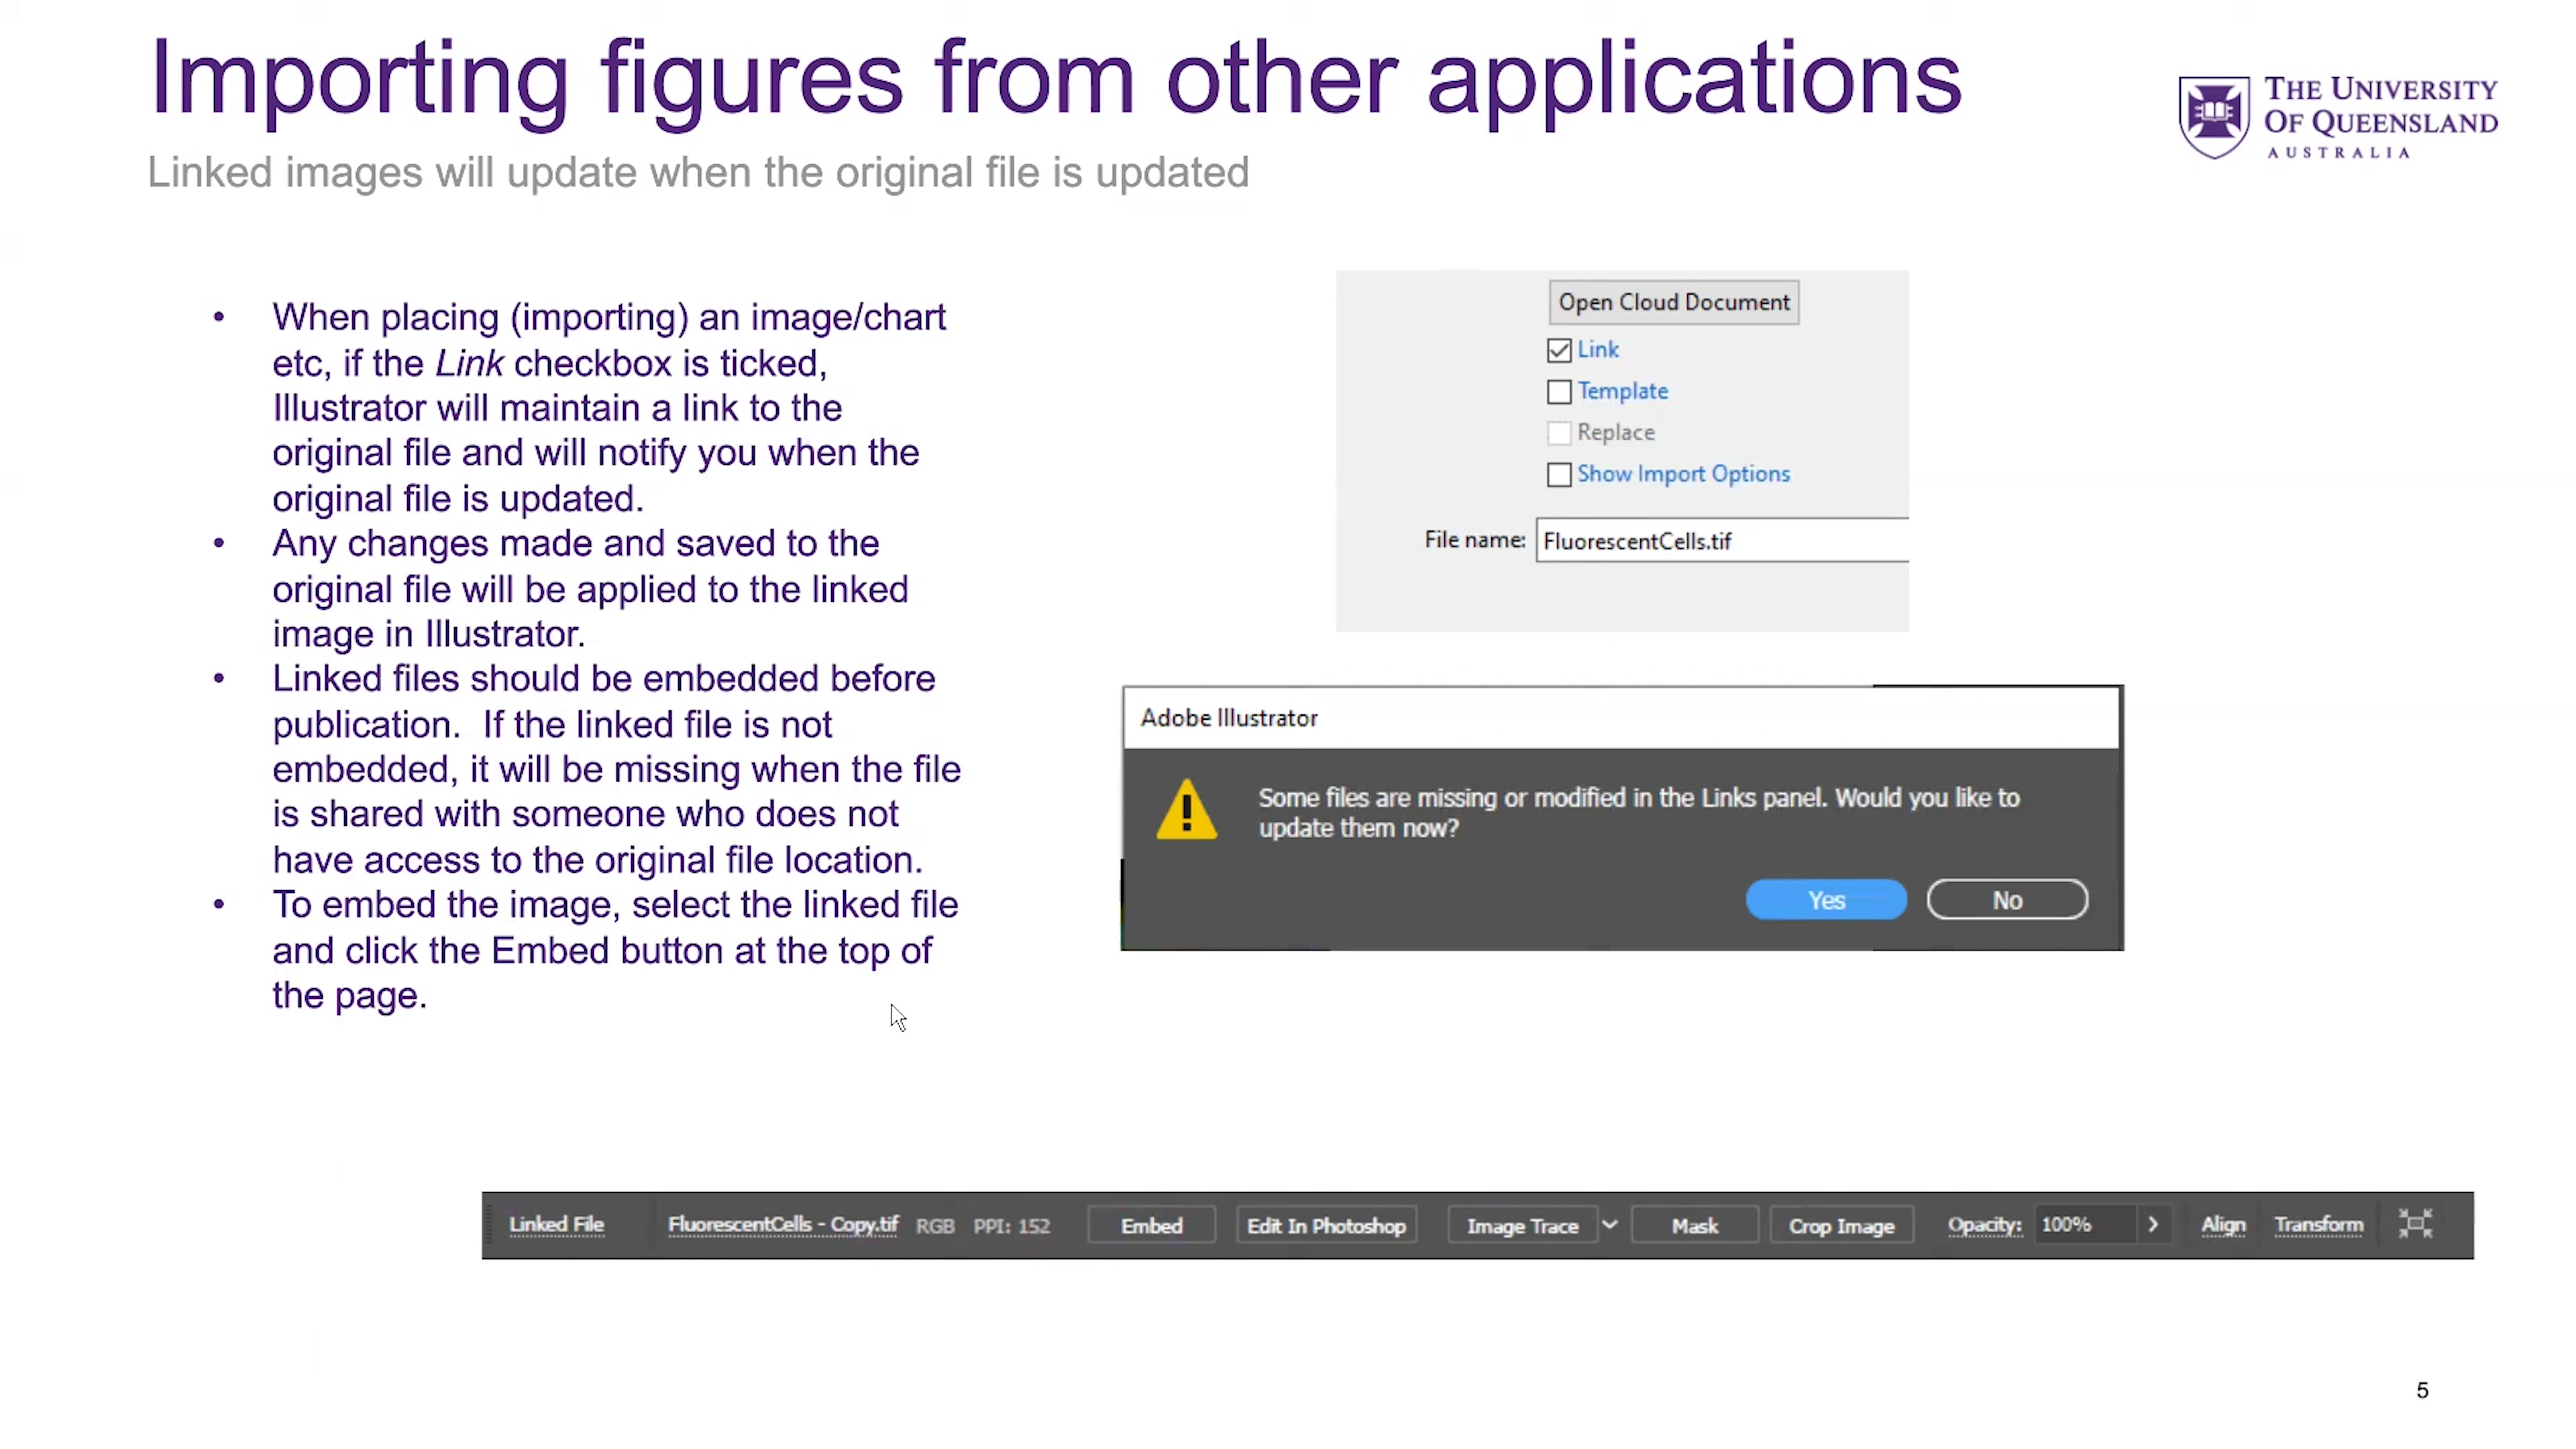 Importing figures from other applications
THE UNIVERSITY
OF QUEENSLAND
AUSTRALIA
Linked images will update when the original file is updated
• When placing (importing) an image/chart
etc, if the Link checkbox is ticked,
Illustrator will maintain a link to the
original file and will notify you when the
original file is updated.
• Any changes made and saved to the
original file will be applied to the linked
image in Illustrator.
• Linked files should be embedded before
publication.  If the linked file is not
embedded, it will be missing when the file
is shared with someone who does not
have access to the original file location.
• To embed the image, select the linked file
and click the Embed button at the top of
the page.
Open Cloud Document
Link
Template
Replace
Show Import Options
File name: FluorescentCells.tif
Adobe Illustrator
Some files are missing or modified in the Links panel. Would you like to
update them now?
Yes No
Linked File FluorescentCells - Copy.tif RGB PPI: 152 Embed Edit In Photoshop Image Trace Mask Crop Image Opacity: 100% Align Transform
5